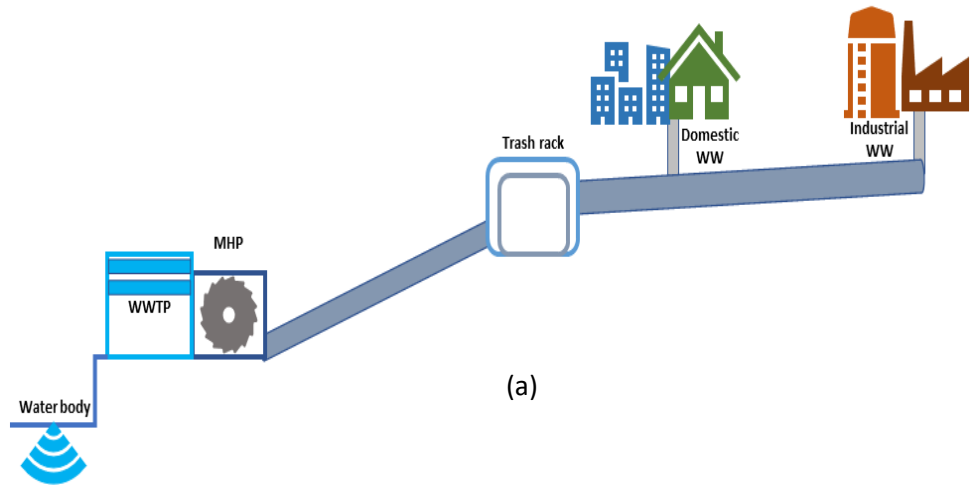 Domestic
WW
Industrial
WW
Trash rack
MHP
WWTP
(a)
Water body